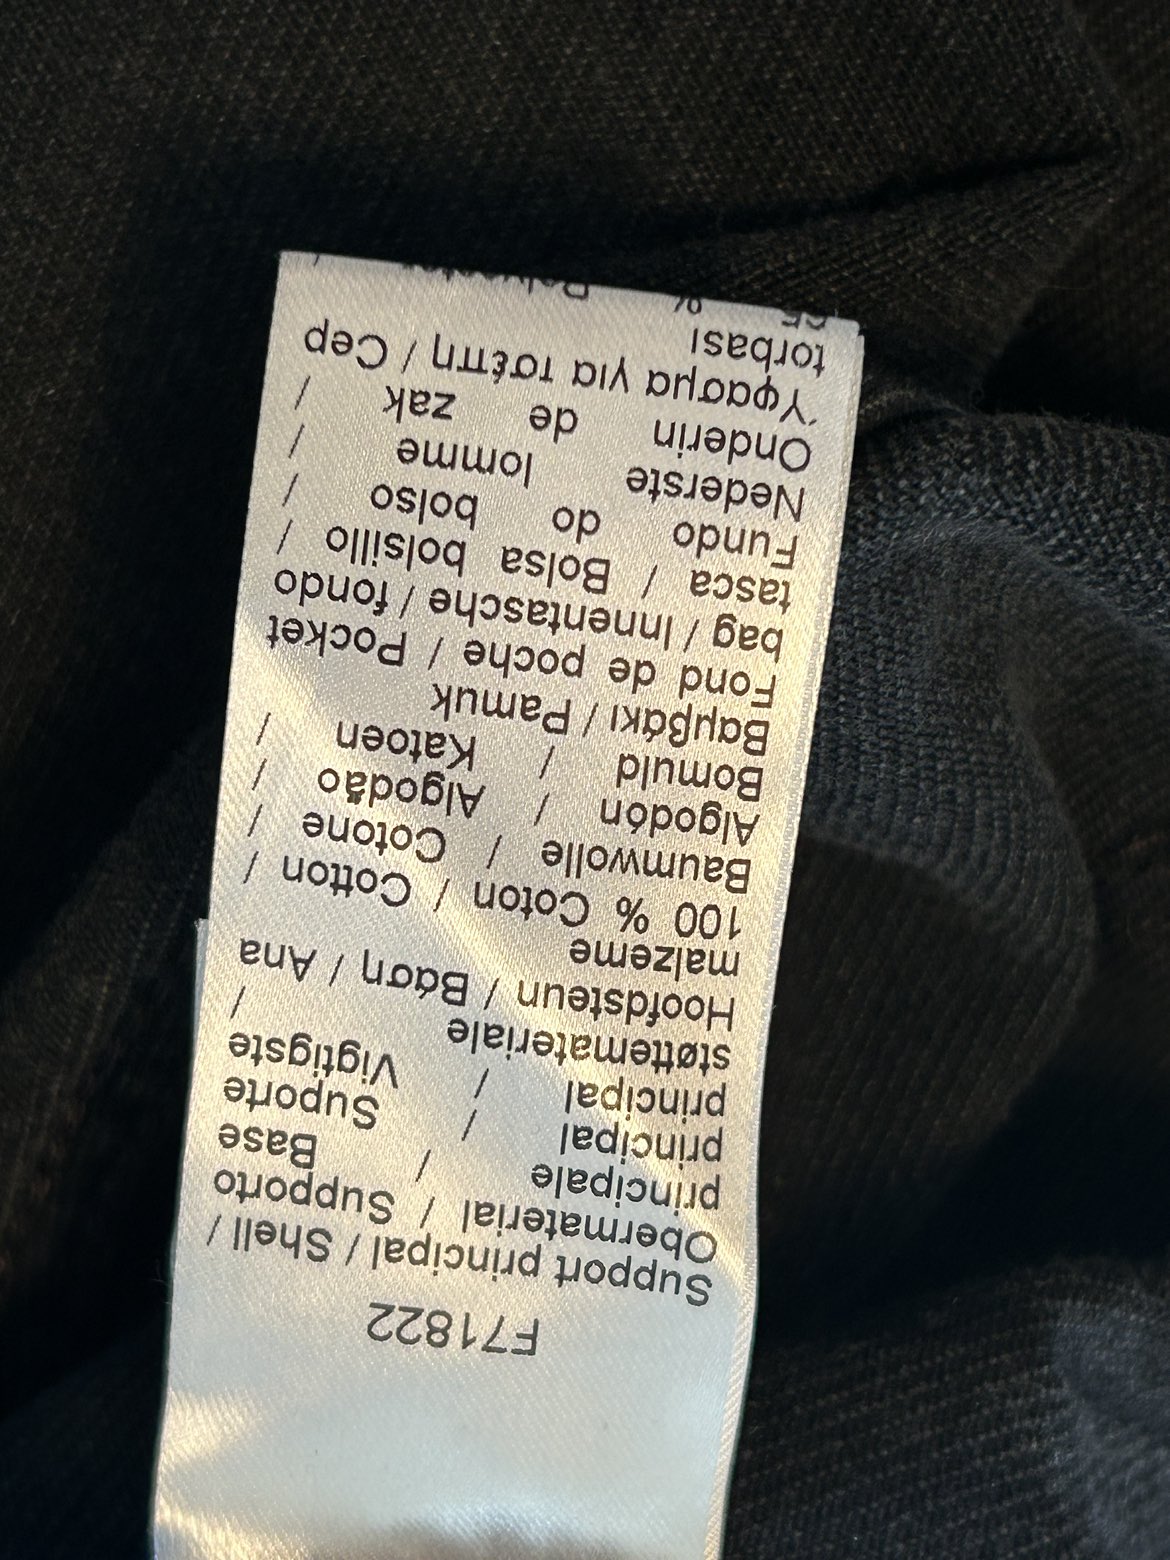 F71822
Support principal / Shell /
Obermaterial / Supporto
principale / Base
principal / Suporte
principal / Vigtigste
støttemateriale /
Hoofdsteun / Βάση / Ana
malzeme
100 % Coton / Cotton /
Baumwolle / Cotone /
Algodón / Algodão /
Bomuld / Katoen /
Βαμβάκι / Pamuk
Fond de poche / Pocket
bag / Innentasche / fondo
tasca / Bolsa bolsillo /
Fundo do bolso /
Nederste lomme /
Onderin de zak /
Ύφασμα για τσέπη / Cep
torbası
%